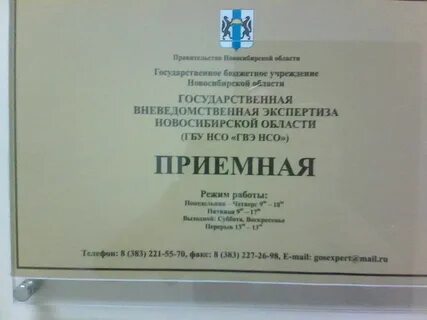 Правительство Новосибирской области
Государственное бюджетное учреждение
Новосибирской области
ГОСУДАРСТВЕННАЯ
ВНЕВЕДОМСТВЕННАЯ ЭКСПЕРТИЗА
НОВОСИБИРСКОЙ ОБЛАСТИ
(ГБУ НСО «ГВЭ НСО»)
ПРИЕМНАЯ
Режим работы:
Понедельник – Четверг 9⁰⁰ – 18⁰⁰
Пятница 9⁰⁰ – 17⁰⁰
Выходной: Суббота, Воскресенье
Перерыв
Телефон: 8 (383) 221-55-70, факс: 8 (383) 227-26-98, E-mail: gosexpert@mail.ru